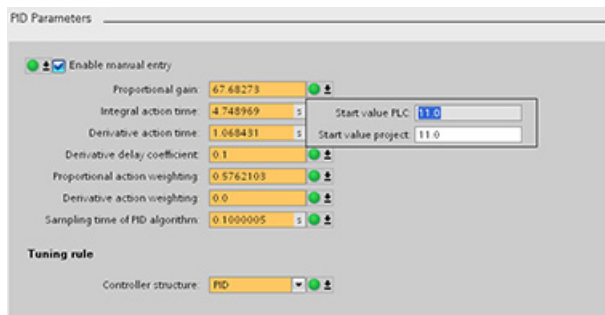 PID Parameters
Enable manual entry
Proportional gain: 67.68273
Integral action time: 4.748969 s
Start value PLC: 11.0
Derivative action time: 1.068431 s
Start value project: 11.0
Derivative delay coefficient: 0.1
Proportional action weighting: 0.5762103
Derivative action weighting: 0.0
Sampling time of PID algorithm: 0.1000005 s
Tuning rule
Controller structure: PID